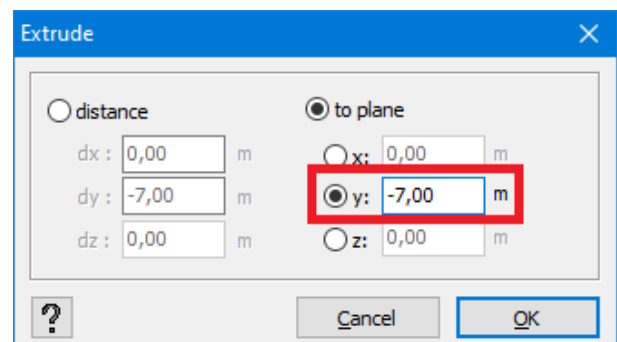 Extrude
distance to plane
dx : 0,00 m x: 0,00 m
dy : -7,00 m y: -7,00 m
dz : 0,00 m z: 0,00 m
? Cancel OK